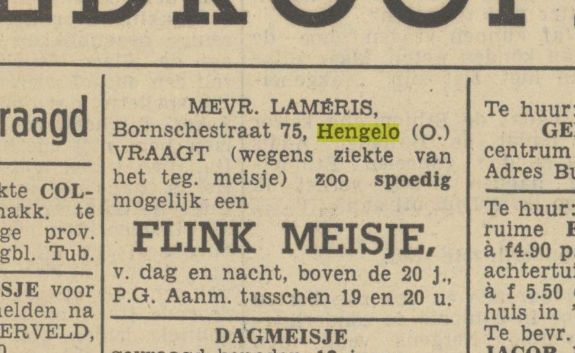 raagd
kte COL-
nakk. te
ge prov.
gbl. Tub.
SJE voor
elden na
ERVELD,
MEVR. LAMÉRIS,
Bornschestraat 75, Hengelo (O.)
VRAAGT (wegens ziekte van
het teg. meisje) zoo spoedig
mogelijk een
FLINK MEISJE,
v. dag en nacht, boven de 20 j.,
P.G. Aanm. tusschen 19 en 20 u.
DAGMEISJE
Te huur:
GE
centrum
Adres Bu
Te huur:
ruime
à f4.90 p
achtertui
à f 5.50
huis in
Te bevr.
JACOB